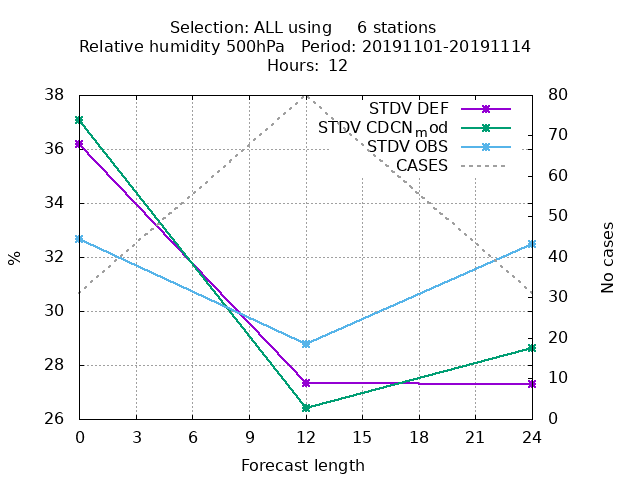 Selection: ALL using     6 stations
Relative humidity 500hPa   Period: 20191101-20191114
Hours: 12
STDV DEF
STDV CDCN_mod
STDV OBS
CASES
38
36
34
32
30
28
26
%
80
70
60
50
40
30
20
10
0
No cases
0 3 6 9 12 15 18 21 24
Forecast length